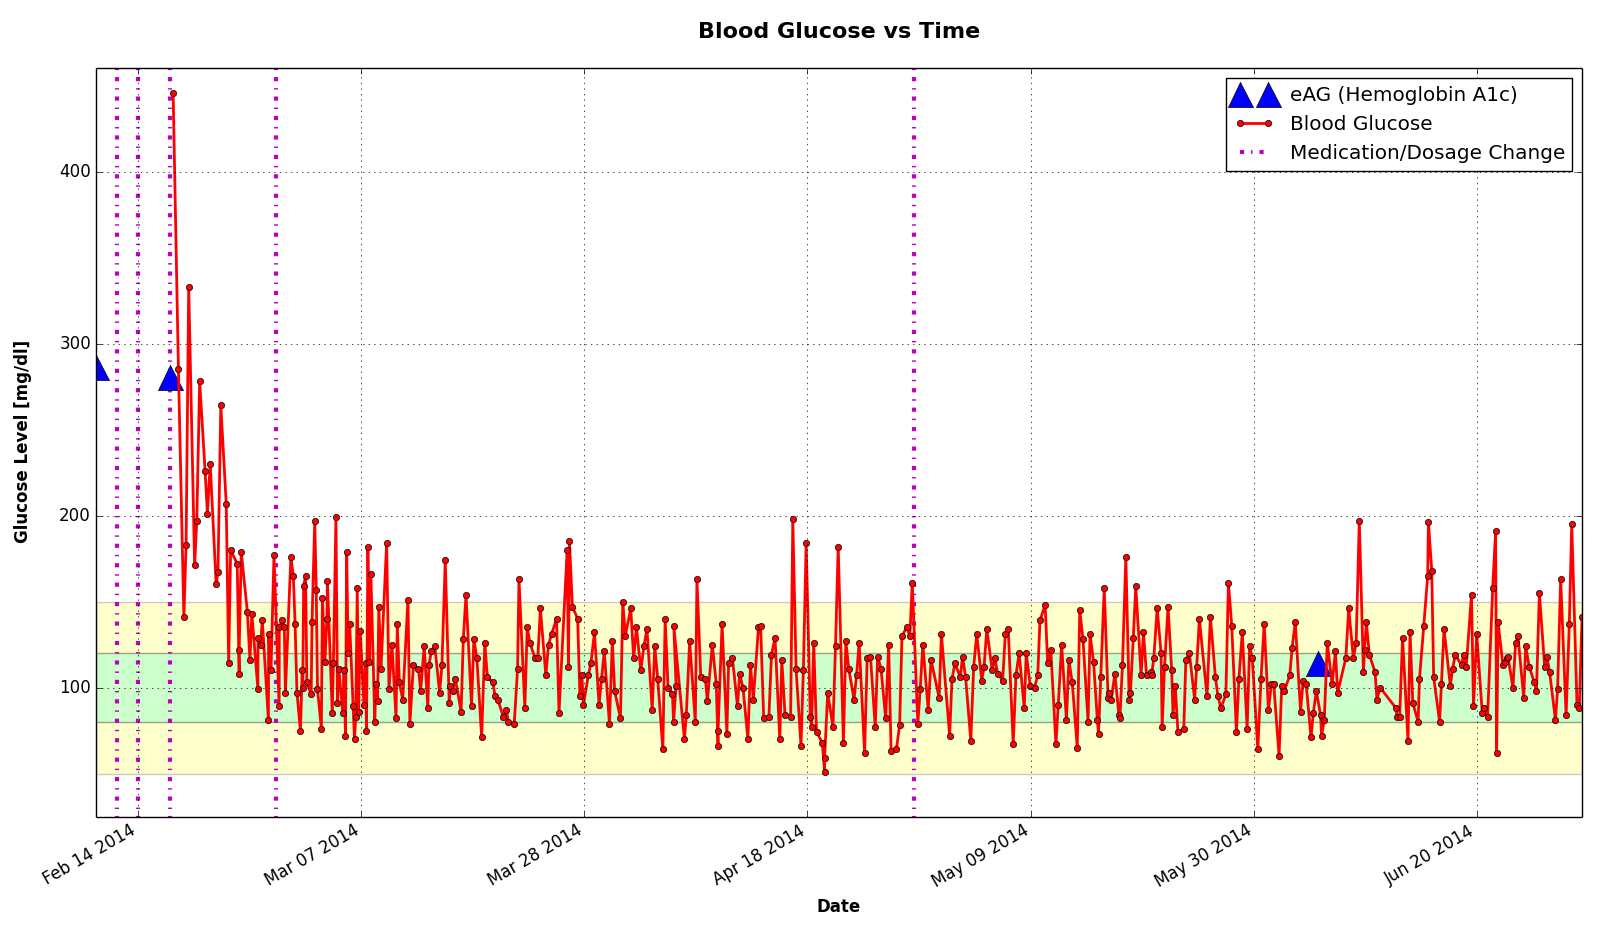 Blood Glucose vs Time
eAG (Hemoglobin A1c)
Blood Glucose
Medication/Dosage Change
Glucose Level [mg/dl]
400
300
200
100
Feb 14 2014
Mar 07 2014
Mar 28 2014
Apr 18 2014
May 09 2014
May 30 2014
Jun 20 2014
Date